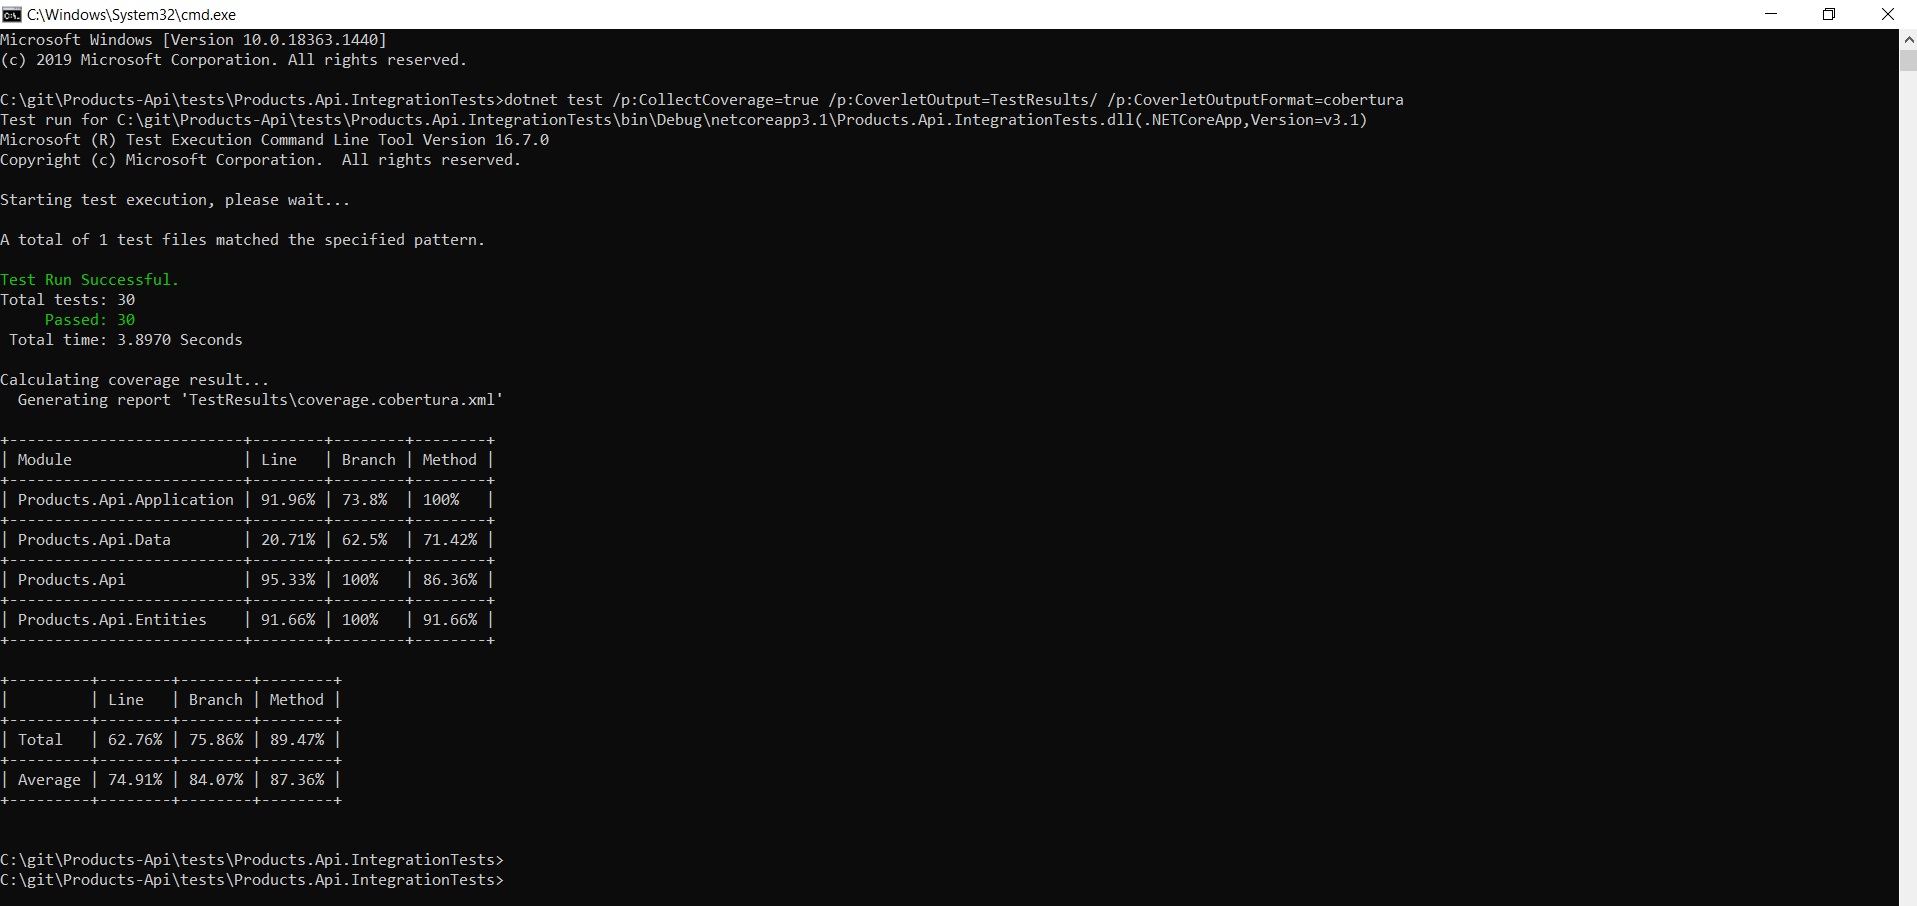 C:\Windows\System32\cmd.exe
Microsoft Windows [Version 10.0.18363.1440]
(c) 2019 Microsoft Corporation. All rights reserved.
C:\git\Products-Api\tests\Products.Api.IntegrationTests>dotnet test /p:CollectCoverage=true /p:CoverletOutput=TestResults/ /p:CoverletOutputFormat=cobertura
Test run for C:\git\Products-Api\tests\Products.Api.IntegrationTests\bin\Debug\netcoreapp3.1\Products.Api.IntegrationTests.dll(.NETCoreApp,Version=v3.1)
Microsoft (R) Test Execution Command Line Tool Version 16.7.0
Copyright (c) Microsoft Corporation.  All rights reserved.
Starting test execution, please wait...
A total of 1 test files matched the specified pattern.
Test Run Successful.
Total tests: 30
     Passed: 30
 Total time: 3.8970 Seconds
Calculating coverage result...
  Generating report 'TestResults\coverage.cobertura.xml'
+--------------------------+--------+--------+--------+
| Module                   | Line   | Branch | Method |
+--------------------------+--------+--------+--------+
| Products.Api.Application | 91.96% | 73.8%  | 100%   |
+--------------------------+--------+--------+--------+
| Products.Api.Data        | 20.71% | 62.5%  | 71.42% |
+--------------------------+--------+--------+--------+
| Products.Api             | 95.33% | 100%   | 86.36% |
+--------------------------+--------+--------+--------+
| Products.Api.Entities    | 91.66% | 100%   | 91.66% |
+--------------------------+--------+--------+--------+
+---------+--------+--------+--------+
|         | Line   | Branch | Method |
+---------+--------+--------+--------+
| Total   | 62.76% | 75.86% | 89.47% |
+---------+--------+--------+--------+
| Average | 74.91% | 84.07% | 87.36% |
+---------+--------+--------+--------+
C:\git\Products-Api\tests\Products.Api.IntegrationTests>
C:\git\Products-Api\tests\Products.Api.IntegrationTests>